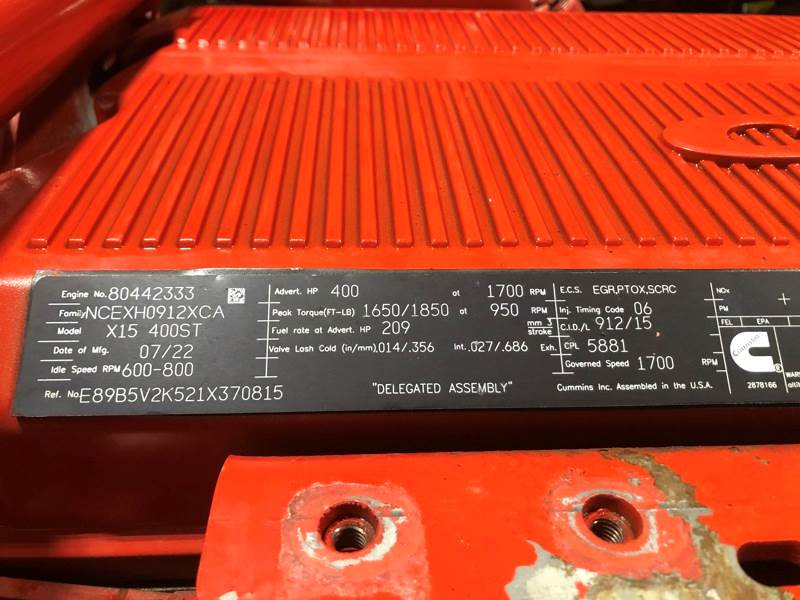 Engine No. 80442333
Family NCEXH0912XCA
Model X15 400ST
Date of Mfg. 07/22
Idle Speed RPM 600-800
Ref. No. E89B5V2K521X370815
Advert. HP 400 at 1700 RPM
Peak Torque(FT-LB) 1650/1850 at 950 RPM
Fuel rate at Advert. HP 209 mm 3 stroke
Valve Lash Cold (in/mm) .014/.356 Int. .027/.686 Exh.
"DELEGATED ASSEMBLY"
E.C.S. EGR,PTOX,SCRC
Inj. Timing Code 06
C.I.D./L 912/15
CPL 5881
Governed Speed 1700 RPM
Cummins Inc. Assembled in the U.S.A.
NOx +
PM
FEL EPA
Cummins
2878166